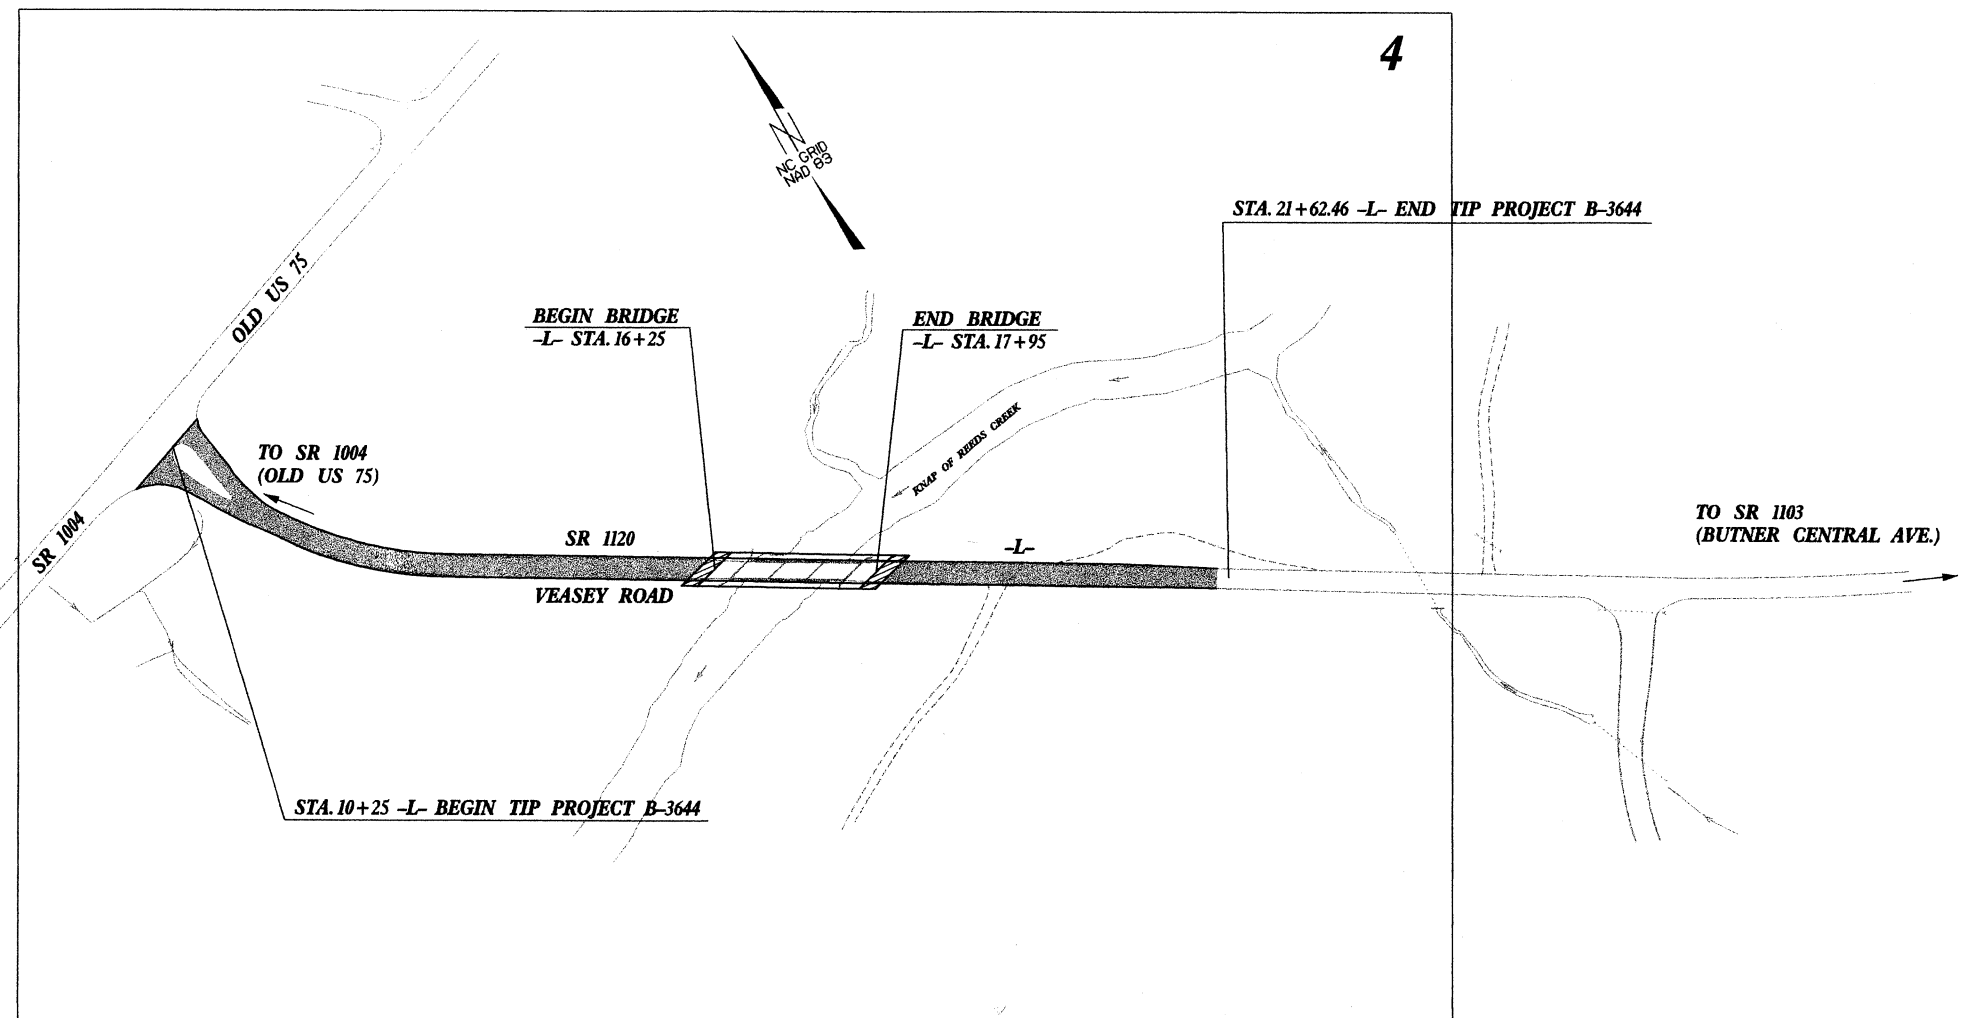 4
N
NC GRID
NAD 83
STA. 21+62.46 -L- END TIP PROJECT B-3644
OLD US 75
BEGIN BRIDGE
-L- STA. 16+25
END BRIDGE
-L- STA. 17+95
KNAP OF REEDS CREEK
TO SR 1004
(OLD US 75)
SR 1004
SR 1120
-L-
VEASEY ROAD
TO SR 1103
(BUTNER CENTRAL AVE.)
STA. 10+25 -L- BEGIN TIP PROJECT B-3644